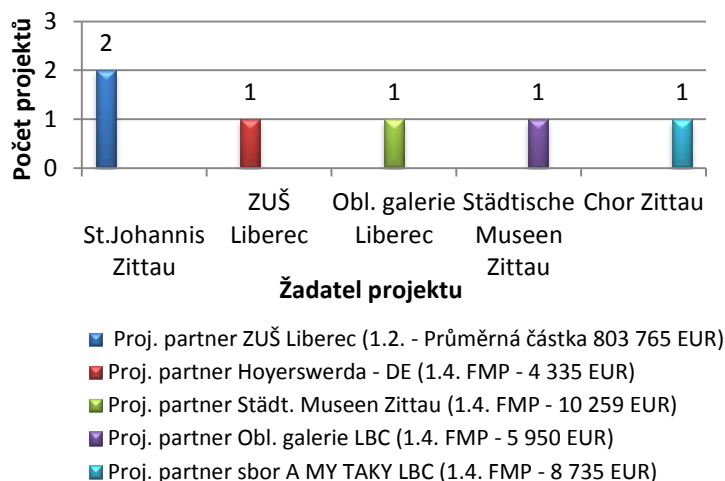 Počet projektů
3
2
1
0
2
1
1
1
1
St.Johannis Zittau
ZUŠ Liberec
Obl. galerie Liberec
Städtische Museen Zittau
Chor Zittau
Žadatel projektu
Proj. partner ZUŠ Liberec (1.2. - Průměrná částka 803 765 EUR)
Proj. partner Hoyerswerda - DE (1.4. FMP - 4 335 EUR)
Proj. partner Städt. Museen Zittau (1.4. FMP - 10 259 EUR)
Proj. partner Obl. galerie LBC (1.4. FMP - 5 950 EUR)
Proj. partner sbor A MY TAKY LBC (1.4. FMP - 8 735 EUR)